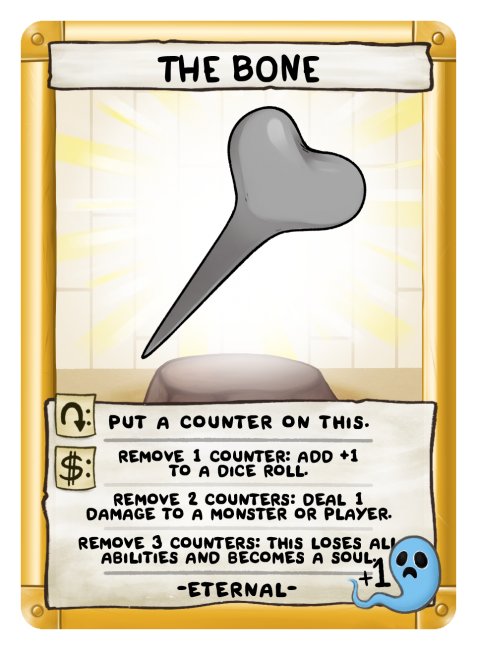 THE BONE
PUT A COUNTER ON THIS.
$: REMOVE 1 COUNTER: ADD +1
TO A DICE ROLL.
REMOVE 2 COUNTERS: DEAL 1
DAMAGE TO A MONSTER OR PLAYER.
REMOVE 3 COUNTERS: THIS LOSES ALL
ABILITIES AND BECOMES A SOUL.
+1
-ETERNAL-